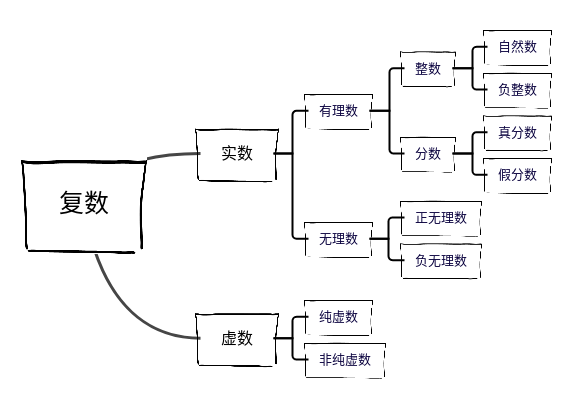 复数
实数
有理数
整数
自然数
负整数
分数
真分数
假分数
无理数
正无理数
负无理数
虚数
纯虚数
非纯虚数